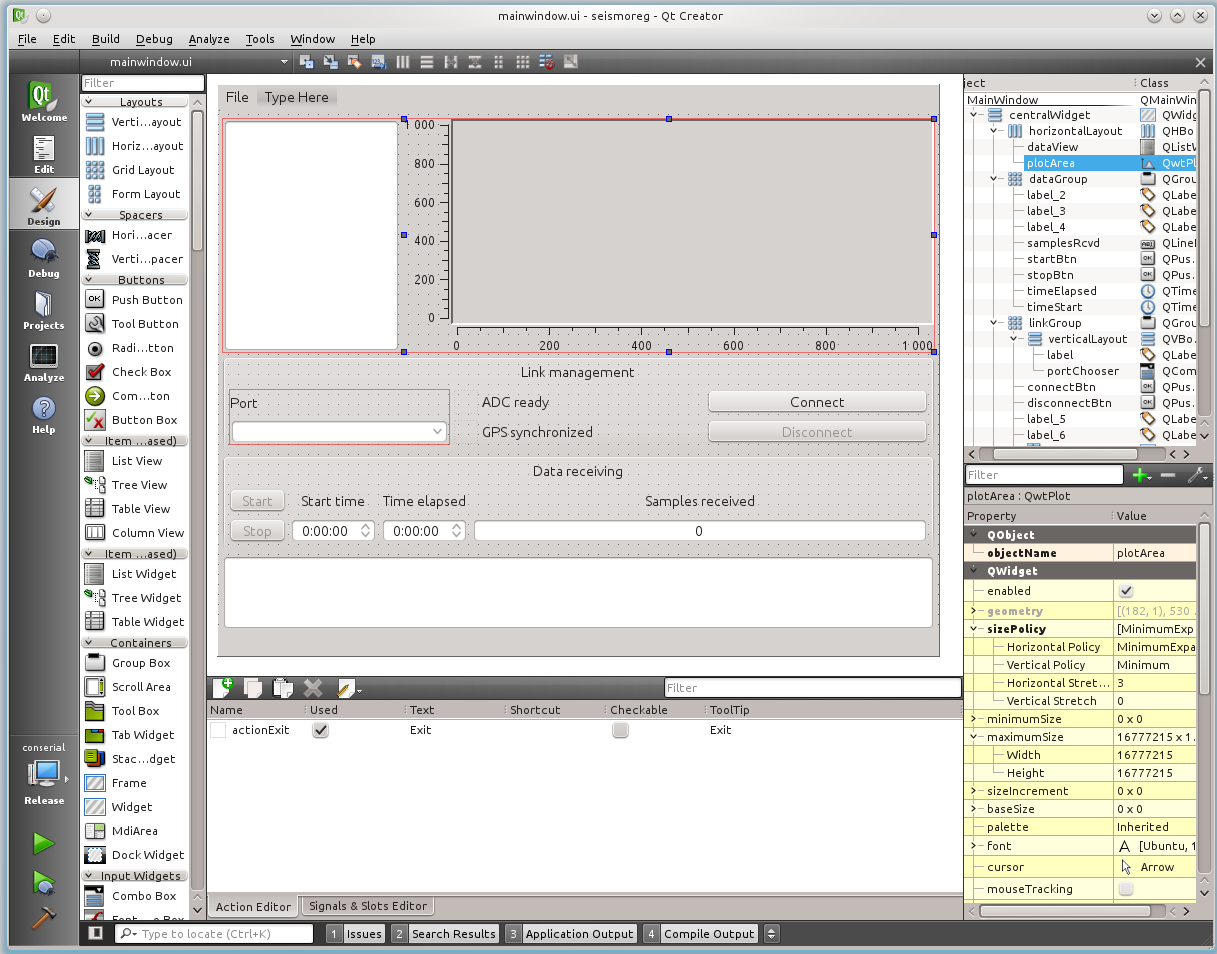 mainwindow.ui - seismoreg - Qt Creator
File Edit Build Debug Analyze Tools Window Help
mainwindow.ui
Welcome
Edit
Design
Debug
Projects
Analyze
Help
conserial
Release
Filter
Layouts
Verti...ayout
Horiz...ayout
Grid Layout
Form Layout
Spacers
Hori...acer
Verti...pacer
Buttons
Push Button
Tool Button
Radi...tton
Check Box
Com...ton
Button Box
Item ...ased)
List View
Tree View
Table View
Column View
Item ...ased)
List Widget
Tree Widget
Table Widget
Containers
Group Box
Scroll Area
Tool Box
Tab Widget
Stac...dget
Frame
Widget
MdiArea
Dock Widget
Input Widgets
Combo Box
File Type Here
1 000
800
600
400
200
0
0 200 400 600 800 1 000
Link management
Port
ADC ready
Connect
GPS synchronized
Disconnect
Data receiving
Start Start time Time elapsed Samples received
Stop 0:00:00 0:00:00 0
Filter
Name Used Text Shortcut Checkable ToolTip
actionExit Exit Exit
Action Editor Signals & Slots Editor
ject Class
MainWindow QMainWin
centralWidget QWidg
horizontalLayout QHBo
dataView QListW
plotArea QwtPl
dataGroup QGrou
label_2 QLabe
label_3 QLabe
label_4 QLabe
samplesRcvd QLineE
startBtn QPus.
stopBtn QPus.
timeElapsed QTime
timeStart QTime
linkGroup QGrou
verticalLayout QVBo.
label QLabe
portChooser QCom
connectBtn QPus.
disconnectBtn QPus.
label_5 QLabe
label_6 QLabe
Filter
plotArea : QwtPlot
Property Value
QObject
objectName plotArea
QWidget
enabled
geometry [(182, 1), 530 .
sizePolicy [MinimumExp
Horizontal Policy MinimumExpa
Vertical Policy Minimum
Horizontal Stret... 3
Vertical Stretch 0
minimumSize 0 x 0
maximumSize 16777215 x 1.
Width 16777215
Height 16777215
sizeIncrement 0 x 0
baseSize 0 x 0
palette Inherited
font A [Ubuntu, 1
cursor Arrow
mouseTracking
Type to locate (Ctrl+K) 1 Issues 2 Search Results 3 Application Output 4 Compile Output